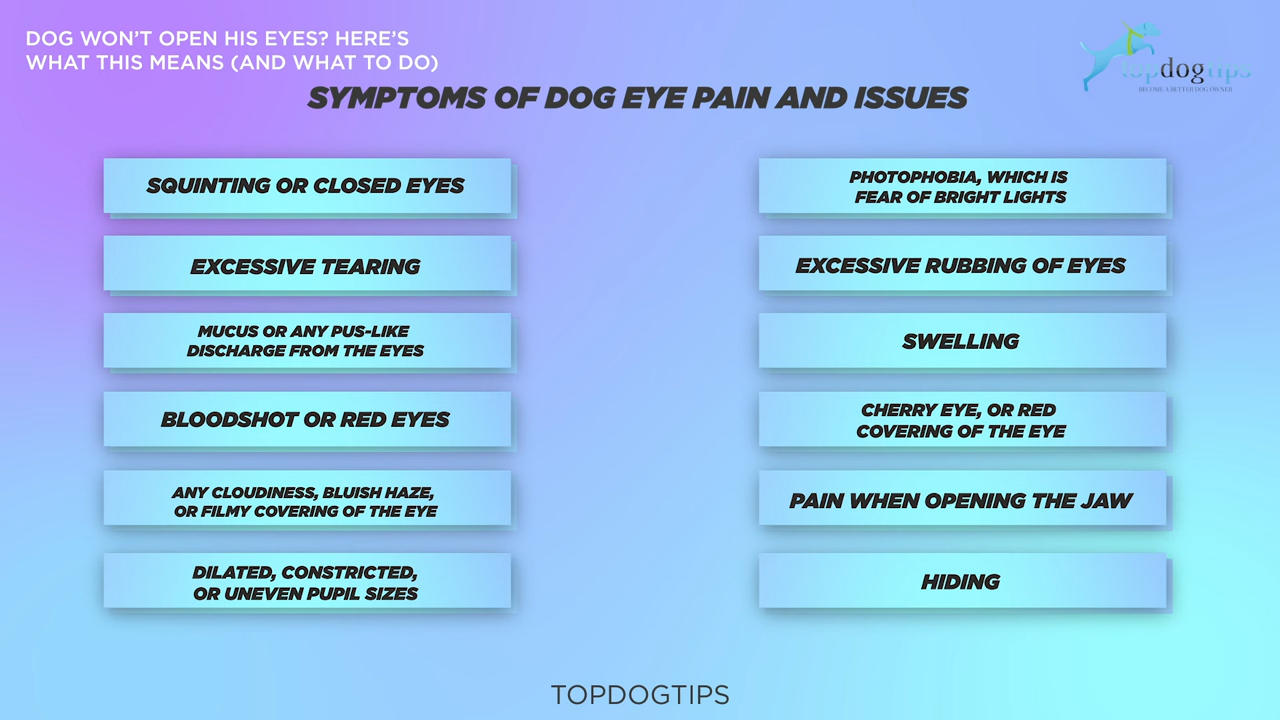 DOG WON'T OPEN HIS EYES? HERE'S
WHAT THIS MEANS (AND WHAT TO DO)
topdogtips
BECOME A BETTER DOG OWNER
SYMPTOMS OF DOG EYE PAIN AND ISSUES
SQUINTING OR CLOSED EYES
EXCESSIVE TEARING
MUCUS OR ANY PUS-LIKE
DISCHARGE FROM THE EYES
BLOODSHOT OR RED EYES
ANY CLOUDINESS, BLUISH HAZE,
OR FILMY COVERING OF THE EYE
DILATED, CONSTRICTED,
OR UNEVEN PUPIL SIZES
PHOTOPHOBIA, WHICH IS
FEAR OF BRIGHT LIGHTS
EXCESSIVE RUBBING OF EYES
SWELLING
CHERRY EYE, OR RED
COVERING OF THE EYE
PAIN WHEN OPENING THE JAW
HIDING
TOPDOGTIPS